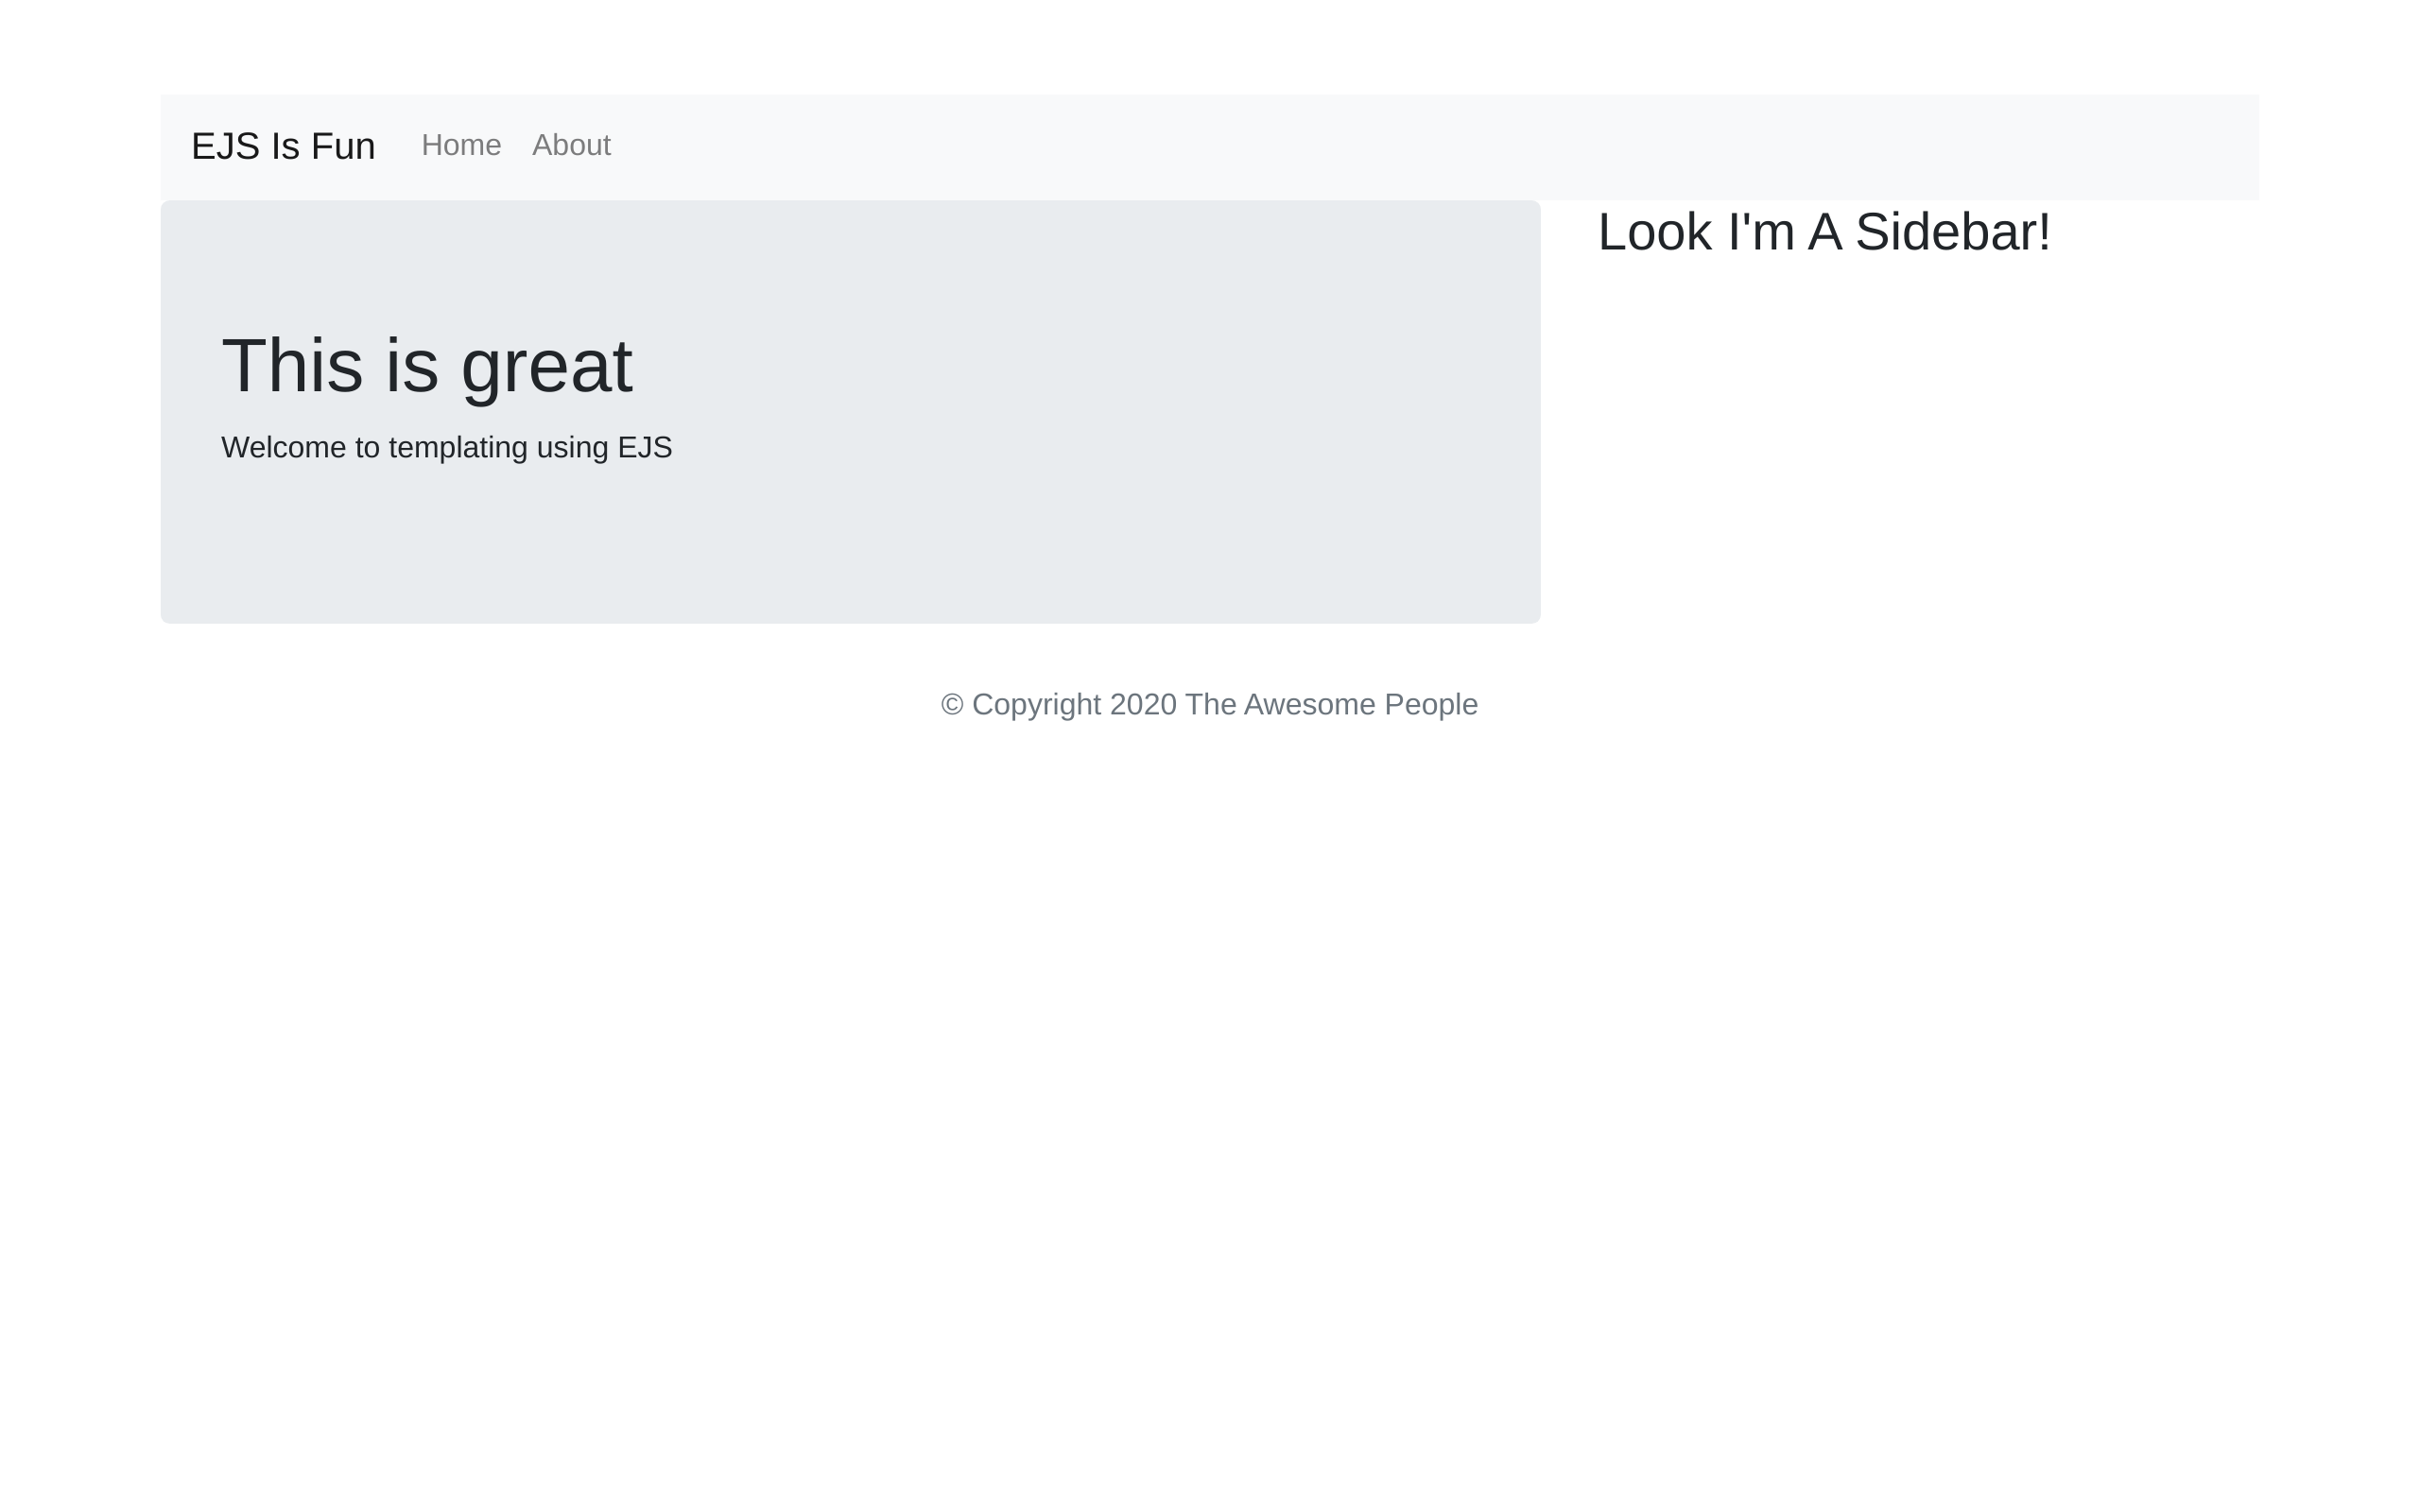 EJS Is Fun Home About
Look I'm A Sidebar!
This is great
Welcome to templating using EJS
© Copyright 2020 The Awesome People